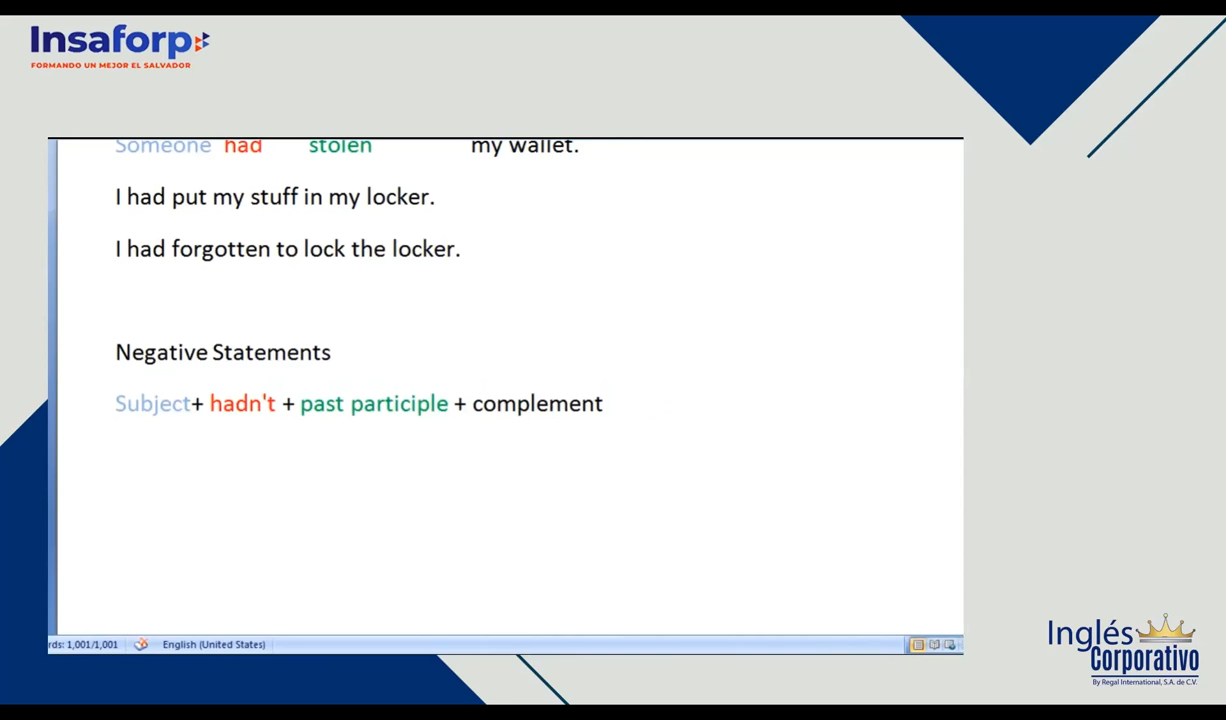 Insaforp
FORMANDO UN MEJOR EL SALVADOR
Someone had stolen my wallet.
I had put my stuff in my locker.
I had forgotten to lock the locker.
Negative Statements
Subject+ hadn't + past participle + complement
rds: 1,001/1,001 English (United States)
Inglés
Corporativo
By Regal International, S.A. de C.V.